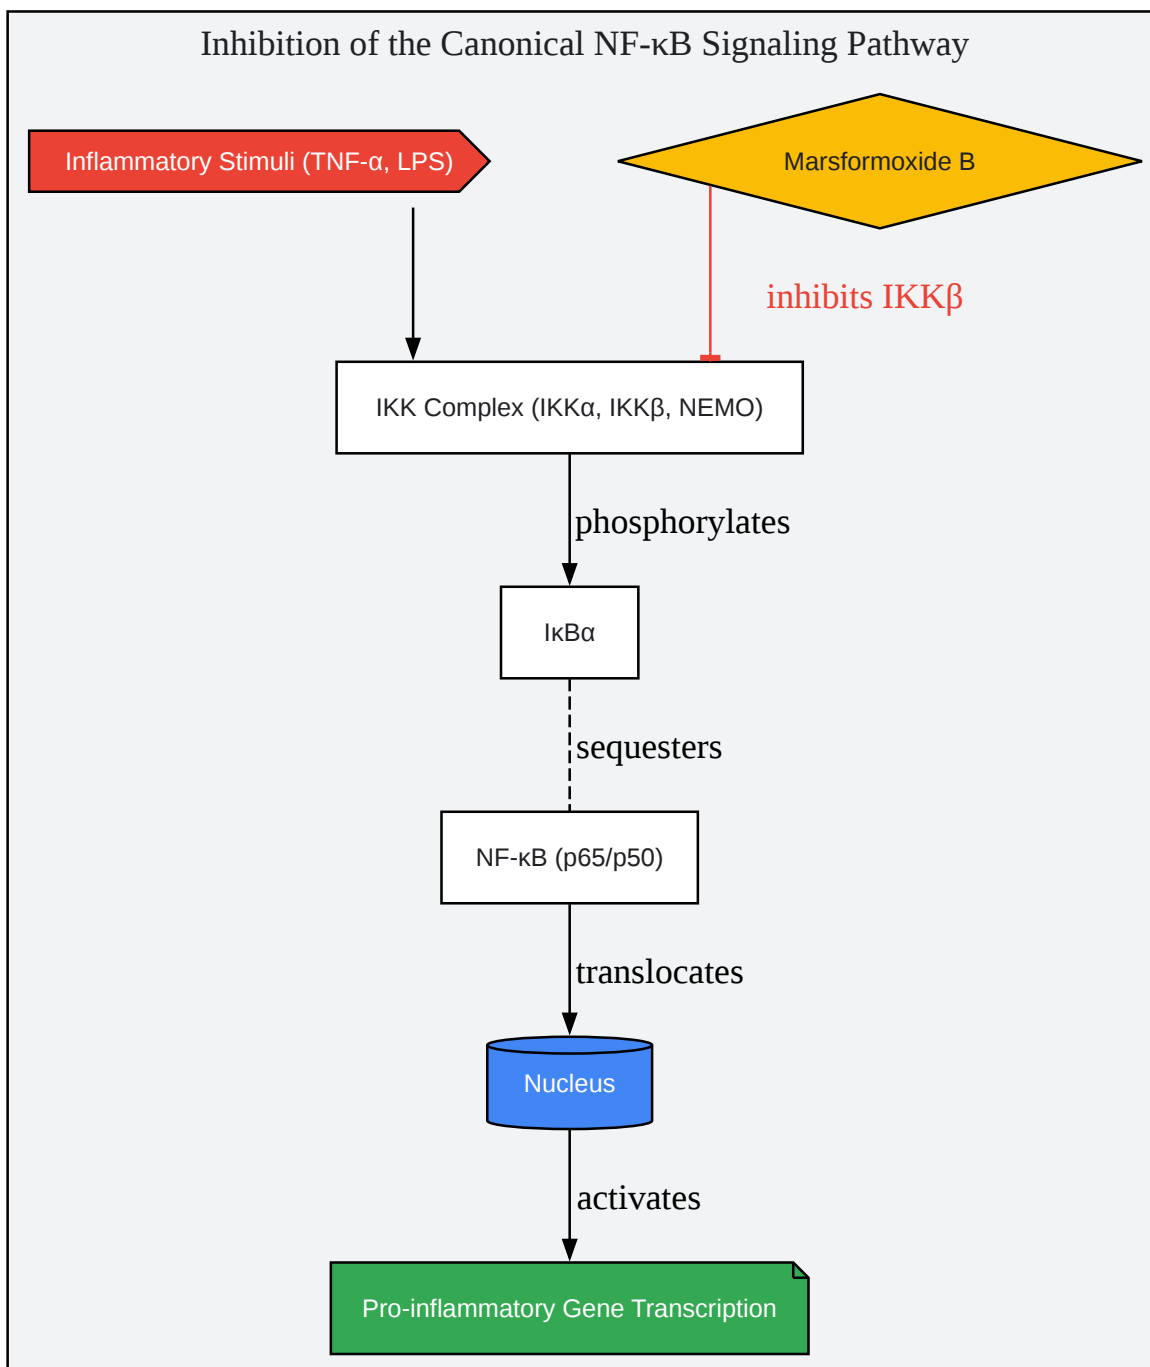 Inhibition of the Canonical NF-κB Signaling Pathway
Inflammatory Stimuli (TNF-α, LPS)
Marsformoxide B
inhibits IKKβ
IKK Complex (IKKα, IKKβ, NEMO)
phosphorylates
IκBα
sequesters
NF-κB (p65/p50)
translocates
Nucleus
activates
Pro-inflammatory Gene Transcription